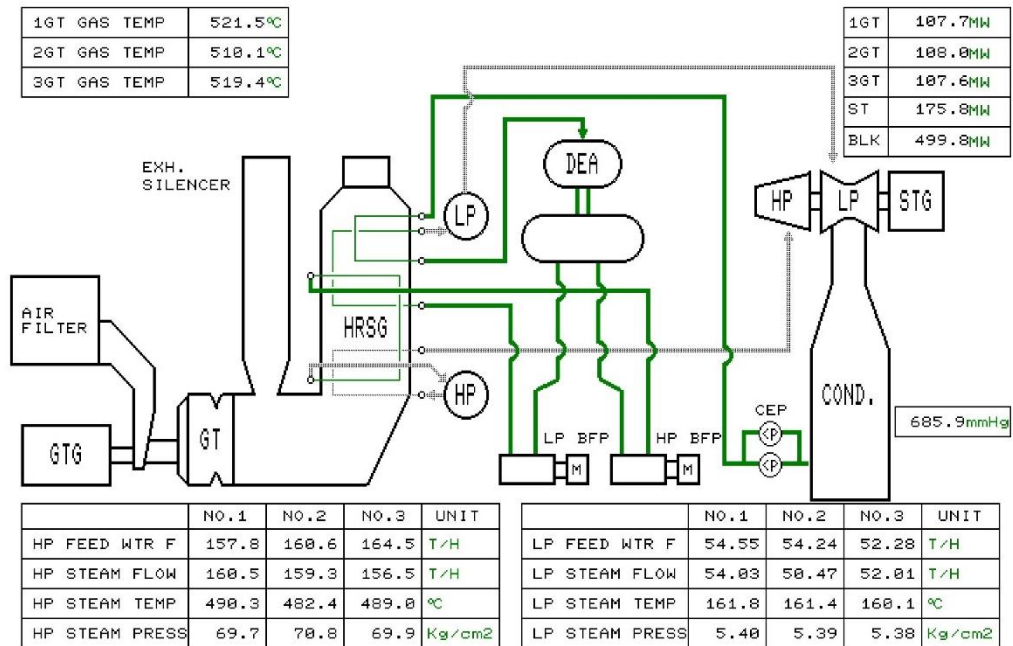 1GT GAS TEMP 521.5℃
2GT GAS TEMP 510.1℃
3GT GAS TEMP 519.4℃
1GT 107.7MW
2GT 108.0MW
3GT 107.6MW
ST 175.8MW
BLK 499.8MW
EXH.
SILENCER
DEA
LP
HP
LP
STG
AIR
FILTER
HRSG
HP
COND.
CEP
P
P
685.9mmHg
GTG
GT
LP BFP
M
HP BFP
M
NO.1 NO.2 NO.3 UNIT
HP FEED WTR F 157.8 160.6 164.5 T/H
HP STEAM FLOW 160.5 159.3 156.5 T/H
HP STEAM TEMP 490.3 482.4 489.0 ℃
HP STEAM PRESS 69.7 70.8 69.9 Kg/cm2
NO.1 NO.2 NO.3 UNIT
LP FEED WTR F 54.55 54.24 52.28 T/H
LP STEAM FLOW 54.03 50.47 52.01 T/H
LP STEAM TEMP 161.8 161.4 160.1 ℃
LP STEAM PRESS 5.40 5.39 5.38 Kg/cm2